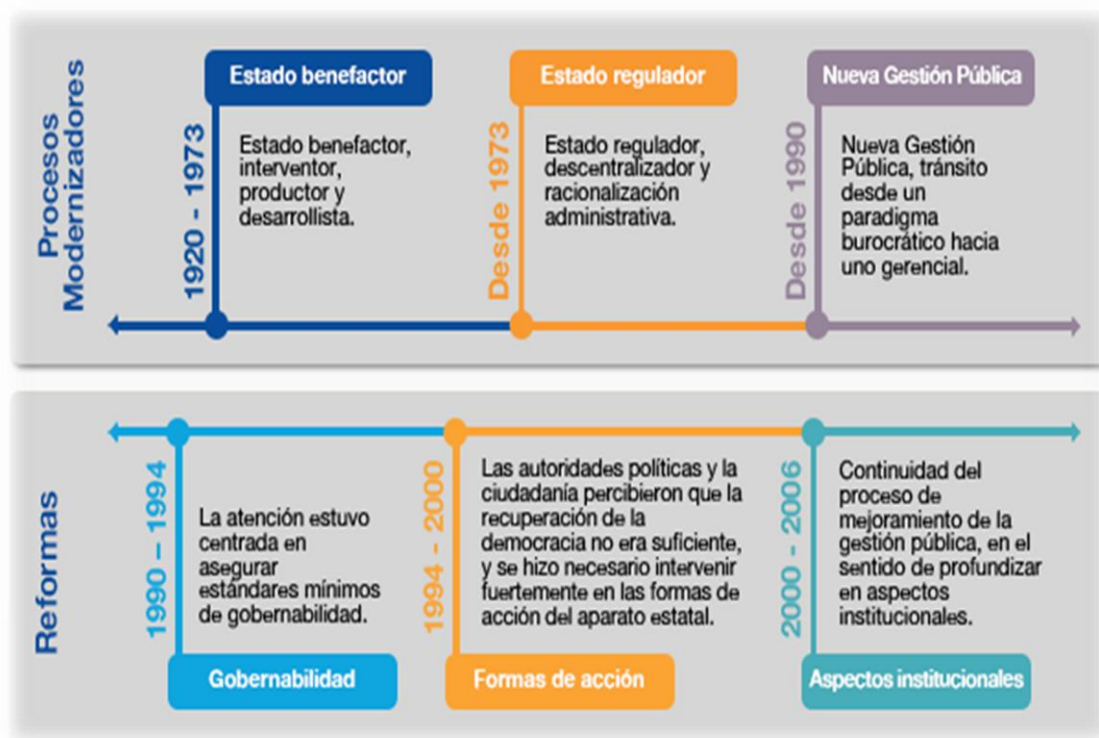 Procesos
Modernizadores
Estado benefactor
1920 - 1973
Estado benefactor,
interventor,
productor y
desarrollista.
Estado regulador
Desde 1973
Estado regulador,
descentralizador y
racionalización
administrativa.
Nueva Gestión Pública
Desde 1990
Nueva Gestión
Pública, tránsito
desde un
paradigma
burocrático hacia
uno gerencial.
Reformas
1990 – 1994
La atención estuvo
centrada en
asegurar
estándares mínimos
de gobernabilidad.
Gobernabilidad
1994 - 2000
Las autoridades políticas y la
ciudadanía percibieron que la
recuperación de la
democracia no era suficiente,
y se hizo necesario intervenir
fuertemente en las formas de
acción del aparato estatal.
Formas de acción
2000 - 2006
Continuidad del
proceso de
mejoramiento de la
gestión pública, en el
sentido de profundizar
en aspectos
institucionales.
Aspectos institucionales